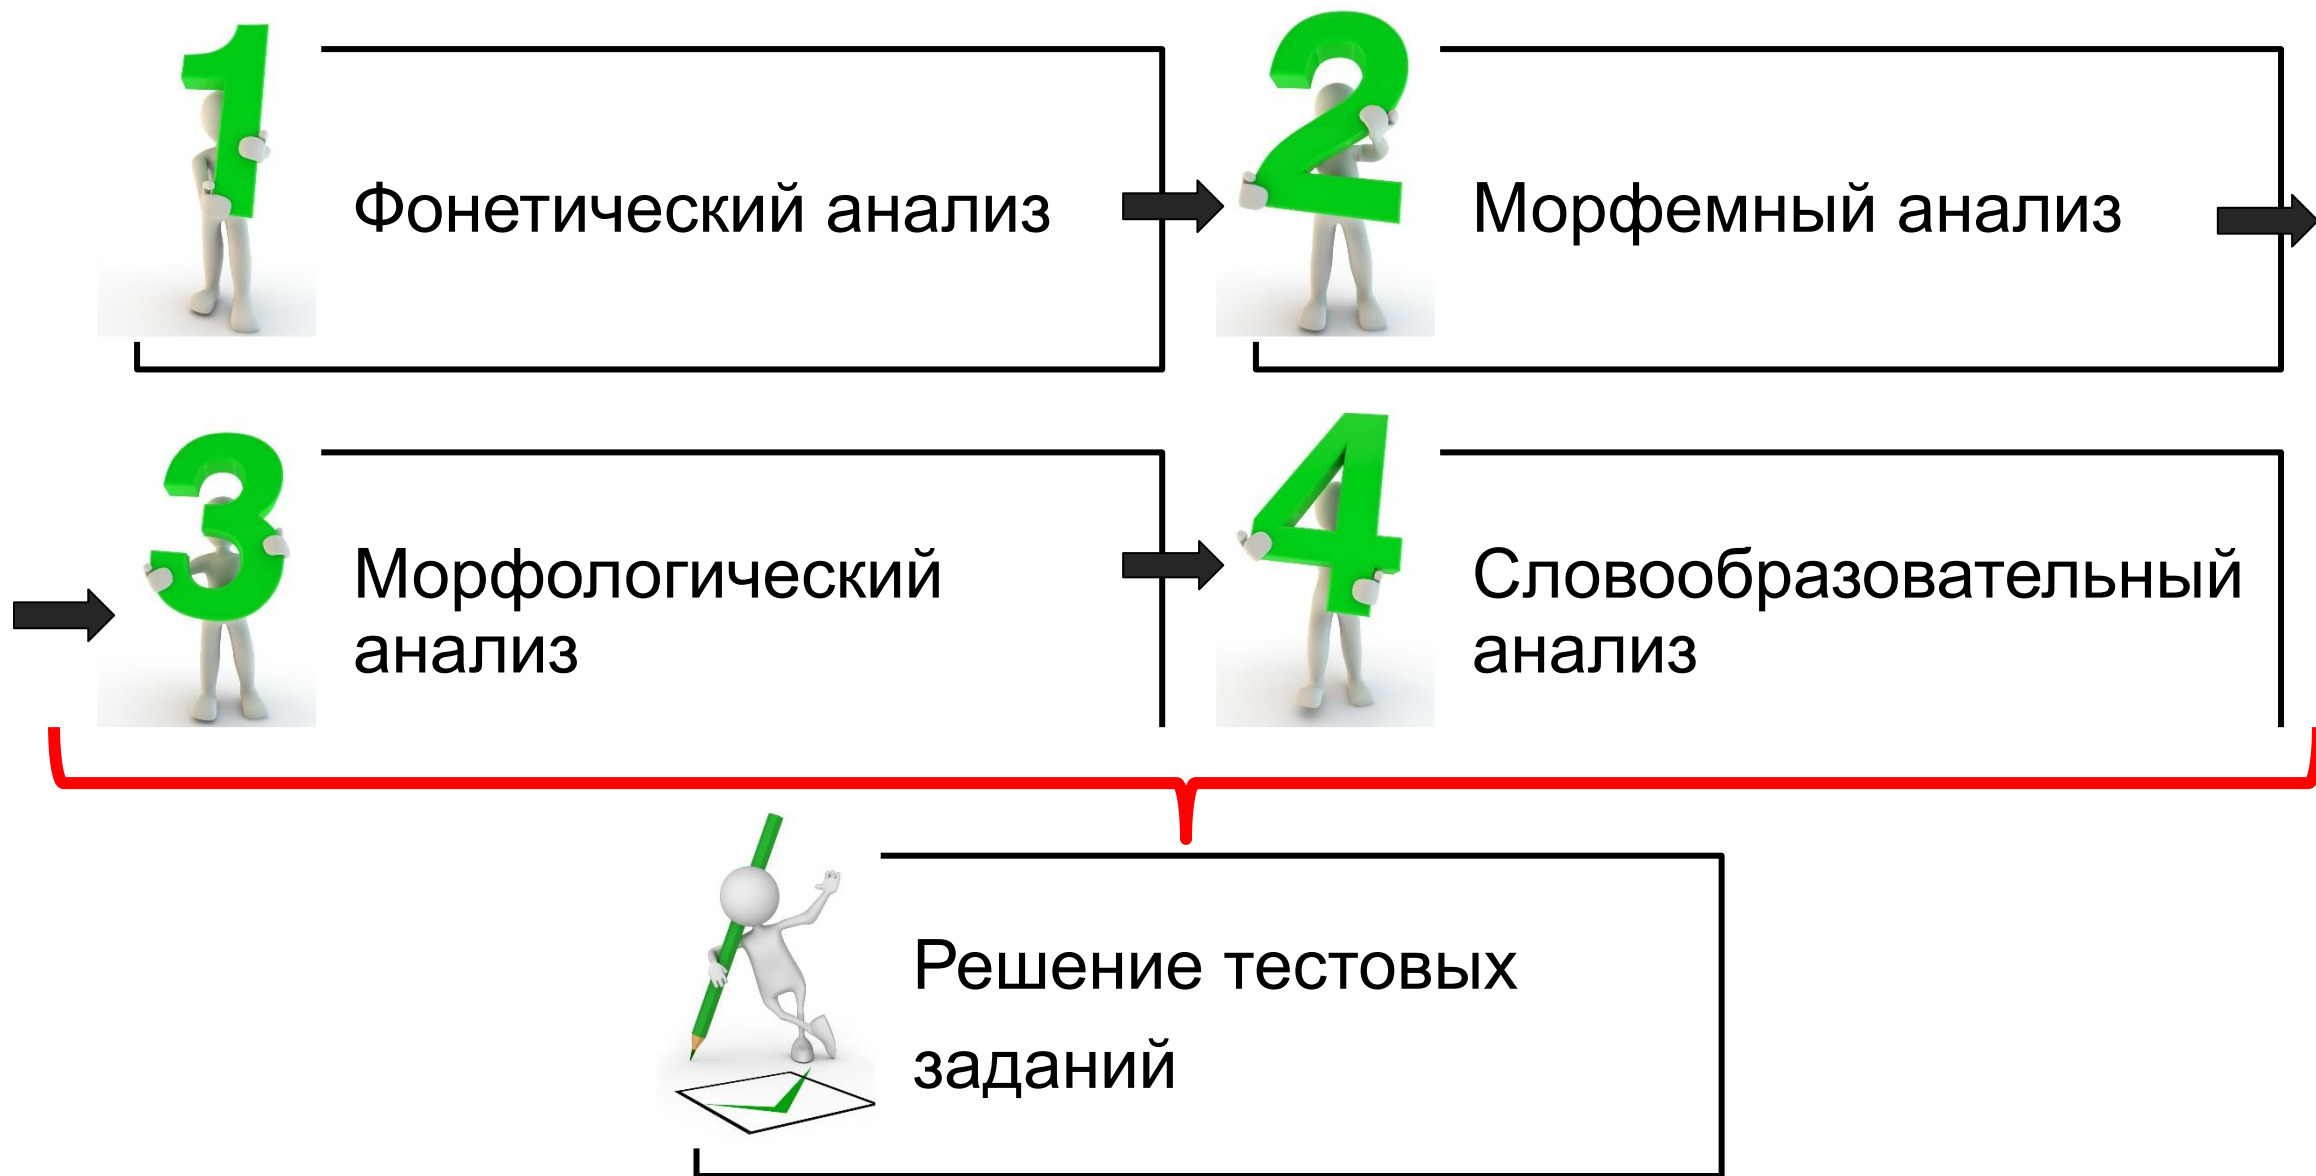 1
Фонетический анализ
2
Морфемный анализ
3
Морфологический
анализ
4
Словообразовательный
анализ
Решение тестовых
заданий